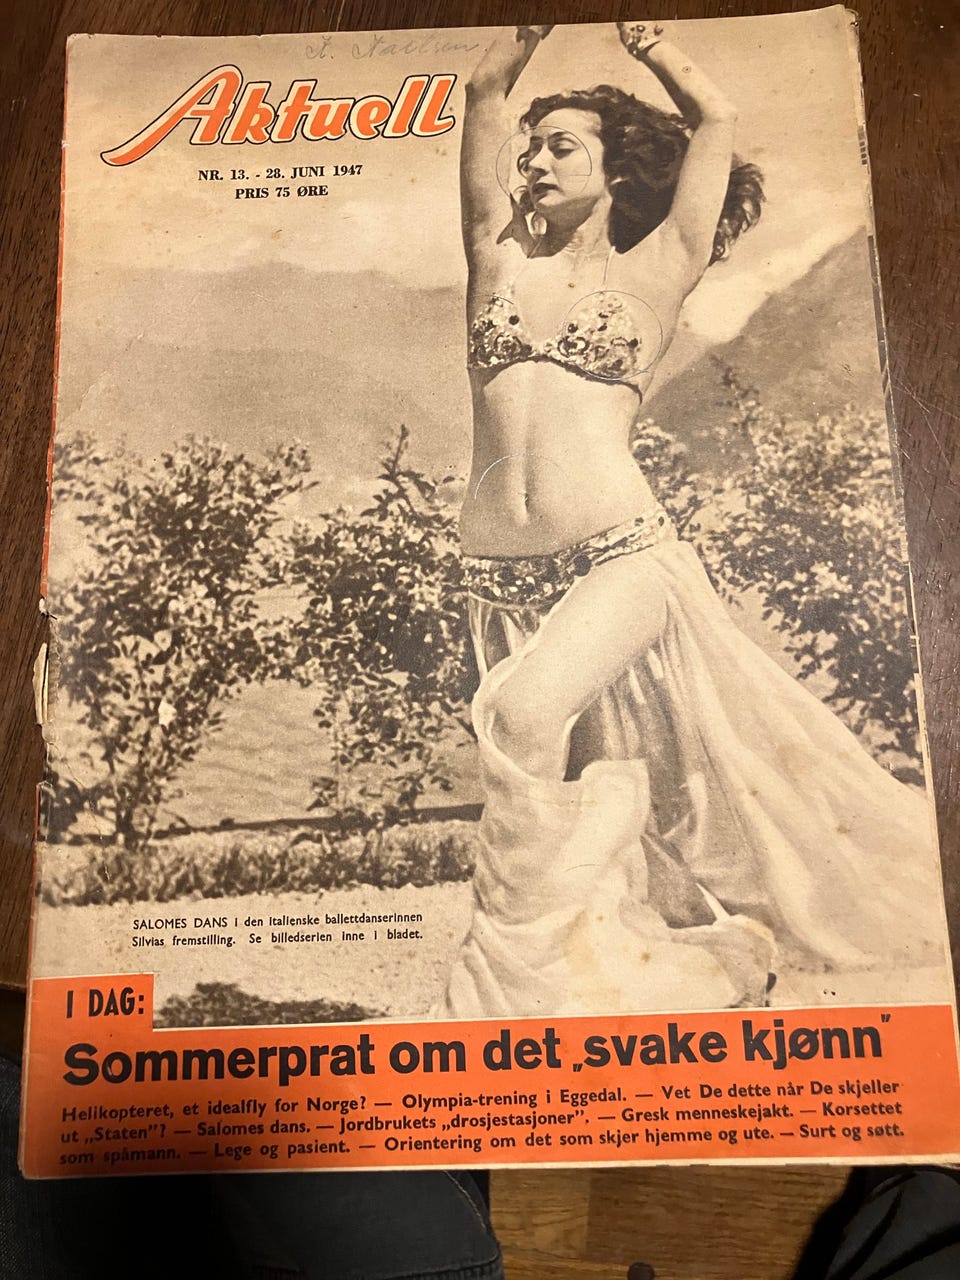 Aktuell
NR. 13. - 28. JUNI 1947
PRIS 75 ØRE
SALOMES DANS i den italienske ballettdanserinnen
Silvias fremstilling. Se billedserien inne i bladet.
I DAG:
Sommerprat om det „svake kjønn”
Helikopteret, et idealfly for Norge? — Olympia-trening i Eggedal. — Vet De dette når De skjeller
ut „Staten”? — Salomes dans. — Jordbrukets „drosjestasjoner”. — Gresk menneskejakt. — Korsettet
som spåmann. — Lege og pasient. — Orientering om det som skjer hjemme og ute. — Surt og søtt.